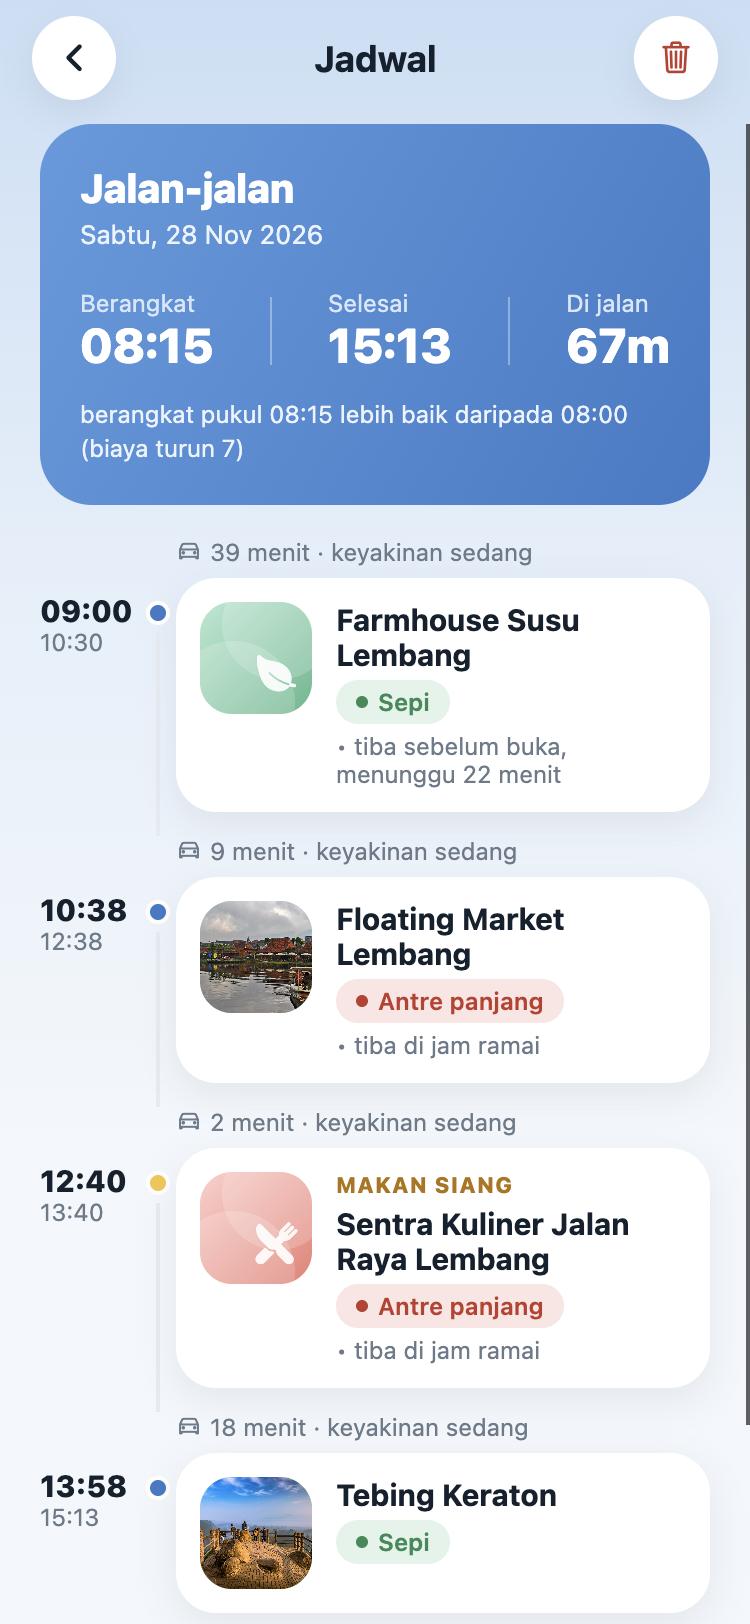 Jadwal
Jalan-jalan
Sabtu, 28 Nov 2026
Berangkat
08:15
Selesai
15:13
Di jalan
67m
berangkat pukul 08:15 lebih baik daripada 08:00
(biaya turun 7)
39 menit · keyakinan sedang
09:00
10:30
Farmhouse Susu
Lembang
Sepi
• tiba sebelum buka,
menunggu 22 menit
9 menit · keyakinan sedang
10:38
12:38
Floating Market
Lembang
Antre panjang
• tiba di jam ramai
2 menit · keyakinan sedang
12:40
13:40
MAKAN SIANG
Sentra Kuliner Jalan
Raya Lembang
Antre panjang
• tiba di jam ramai
18 menit · keyakinan sedang
13:58
15:13
Tebing Keraton
Sepi